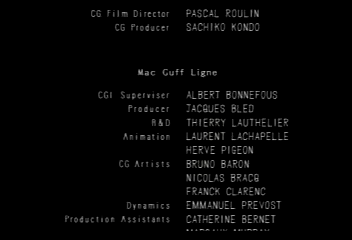 CG Film Director PASCAL ROULIN
CG Producer SACHIKO KONDO
Mac Guff Ligne
CGI Superviser ALBERT BONNEFOUS
Producer JACQUES BLED
R&D THIERRY LAUTHELIER
Animation LAURENT LACHAPELLE
HERVE PIGEON
CG Artists BRUNO BARON
NICOLAS BRACQ
FRANCK CLARENC
Dynamics EMMANUEL PREVOST
Production Assistants CATHERINE BERNET